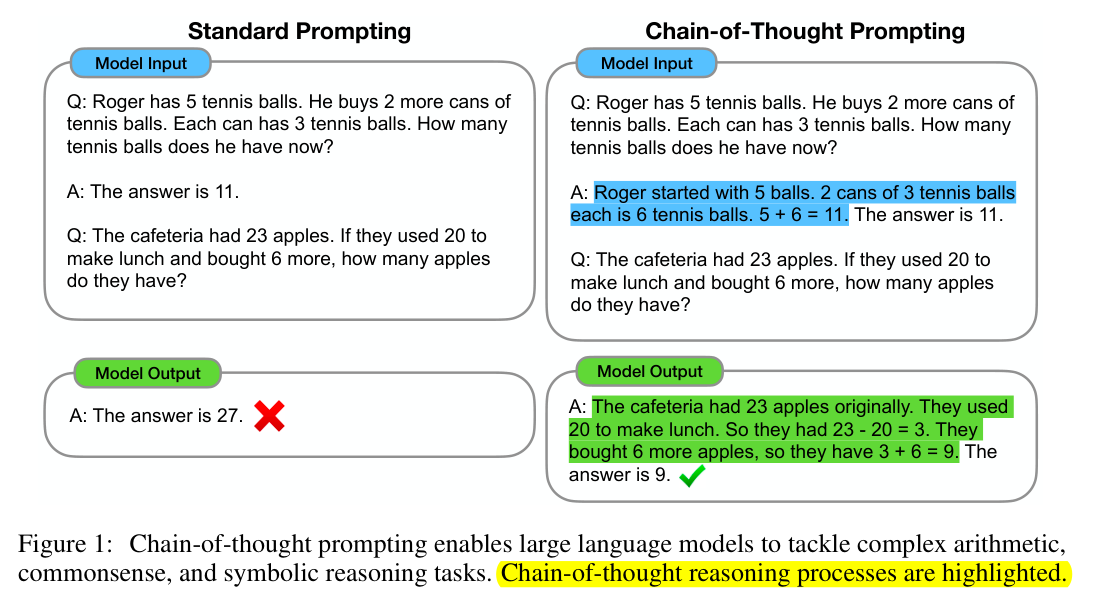 Standard Prompting
Model Input
Q: Roger has 5 tennis balls. He buys 2 more cans of
tennis balls. Each can has 3 tennis balls. How many
tennis balls does he have now?
A: The answer is 11.
Q: The cafeteria had 23 apples. If they used 20 to
make lunch and bought 6 more, how many apples
do they have?
Model Output
A: The answer is 27.
Chain-of-Thought Prompting
Model Input
Q: Roger has 5 tennis balls. He buys 2 more cans of
tennis balls. Each can has 3 tennis balls. How many
tennis balls does he have now?
A: Roger started with 5 balls. 2 cans of 3 tennis balls
each is 6 tennis balls. 5 + 6 = 11. The answer is 11.
Q: The cafeteria had 23 apples. If they used 20 to
make lunch and bought 6 more, how many apples
do they have?
Model Output
A: The cafeteria had 23 apples originally. They used
20 to make lunch. So they had 23 - 20 = 3. They
bought 6 more apples, so they have 3 + 6 = 9. The
answer is 9.
Figure 1: Chain-of-thought prompting enables large language models to tackle complex arithmetic,
commonsense, and symbolic reasoning tasks. Chain-of-thought reasoning processes are highlighted.